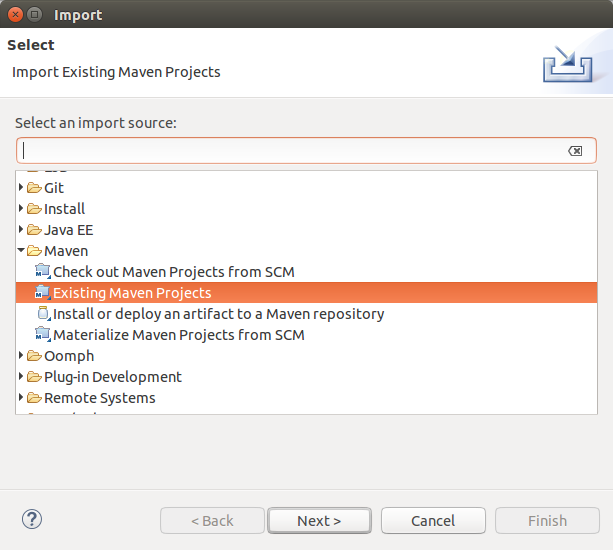 Import
Select
Import Existing Maven Projects
Select an import source:
Git
Install
Java EE
Maven
Check out Maven Projects from SCM
Existing Maven Projects
Install or deploy an artifact to a Maven repository
Materialize Maven Projects from SCM
Oomph
Plug-in Development
Remote Systems
? < Back Next > Cancel Finish